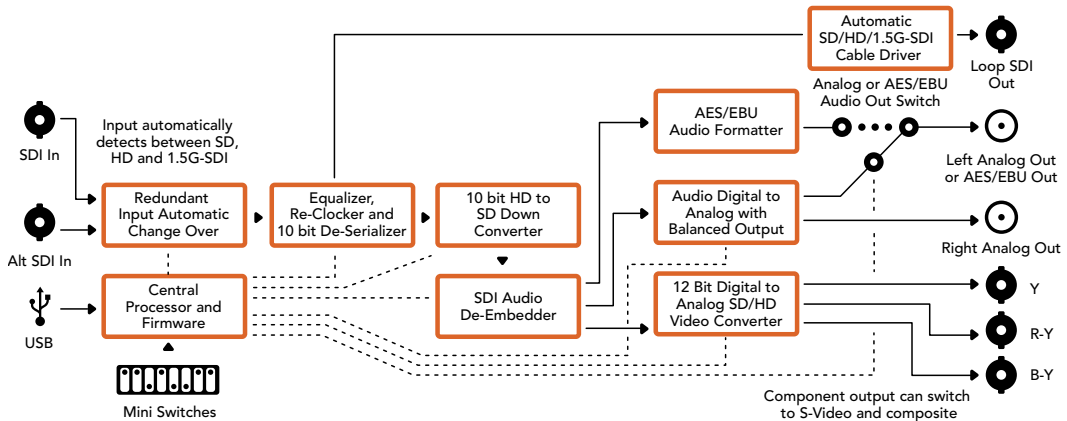 Automatic
SD/HD/1.5G-SDI
Cable Driver
Loop SDI
Out
Analog or AES/EBU
Audio Out Switch
SDI In
Input automatically
detects between SD,
HD and 1.5G-SDI
AES/EBU
Audio Formatter
Left Analog Out
or AES/EBU Out
Alt SDI In
Redundant
Input Automatic
Change Over
Equalizer,
Re-Clocker and
10 bit De-Serializer
10 bit HD to
SD Down
Converter
Audio Digital to
Analog with
Balanced Output
Right Analog Out
USB
Central
Processor and
Firmware
SDI Audio
De-Embedder
12 Bit Digital to
Analog SD/HD
Video Converter
Y
R-Y
B-Y
Mini Switches
Component output can switch
to S-Video and composite